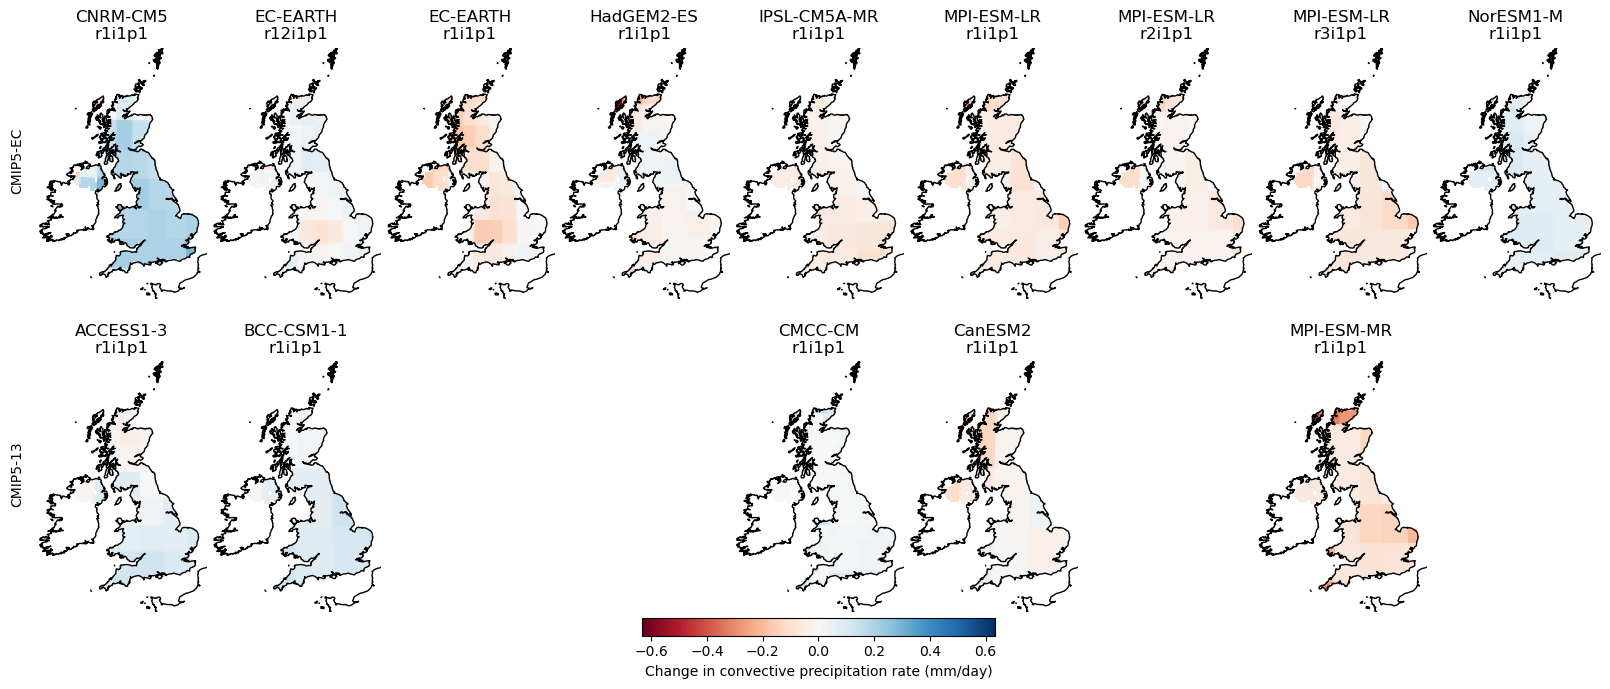 CNRM-CM5
r1i1p1
EC-EARTH
r12i1p1
EC-EARTH
r1i1p1
HadGEM2-ES
r1i1p1
IPSL-CM5A-MR
r1i1p1
MPI-ESM-LR
r1i1p1
MPI-ESM-LR
r2i1p1
MPI-ESM-LR
r3i1p1
NorESM1-M
r1i1p1
CMIP5-EC
ACCESS1-3
r1i1p1
BCC-CSM1-1
r1i1p1
CMCC-CM
r1i1p1
CanESM2
r1i1p1
MPI-ESM-MR
r1i1p1
CMIP5-13
−0.6 −0.4 −0.2 0.0 0.2 0.4 0.6
Change in convective precipitation rate (mm/day)